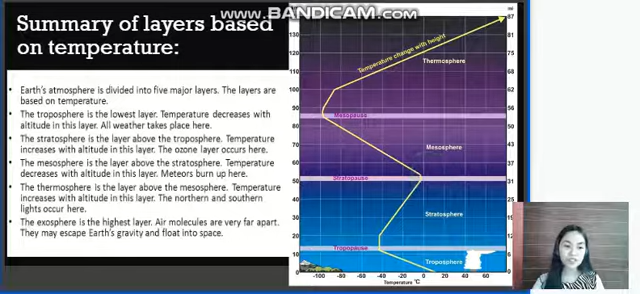 www.BANDICAM.com
Summary of layers based
on temperature:
• Earth's atmosphere is divided into five major layers. The layers are
based on temperature.
• The troposphere is the lowest layer. Temperature decreases with
altitude in this layer. All weather takes place here.
• The stratosphere is the layer above the troposphere. Temperature
increases with altitude in this layer. The ozone layer occurs here.
• The mesosphere is the layer above the stratosphere. Temperature
decreases with altitude in this layer. Meteors burn up here.
• The thermosphere is the layer above the mesosphere. Temperature
increases with altitude in this layer. The northern and southern
lights occur here.
• The exosphere is the highest layer. Air molecules are very far apart.
They may escape Earth's gravity and float into space.
mi
87
130
81
Temperature change with height
120
75
Thermosphere
110
68
100
62
90
56
Mesopause
80
50
70
43
Mesosphere
60
37
50
31
Stratopause
40
Stratosphere
30
20
12
10
Tropopause
6
Troposphere
0
0
-100 -80 -60 -40 -20 0 20 40 60
Temperature °C